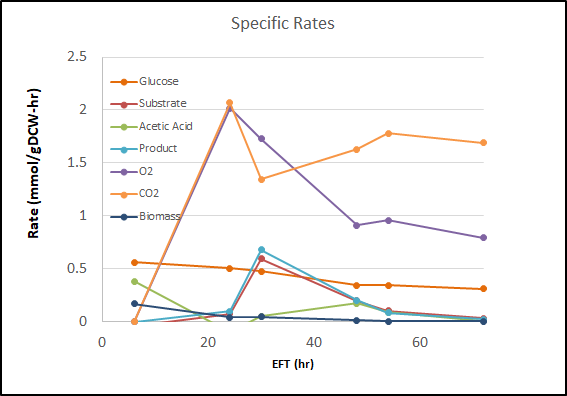 Specific Rates
2.5
2
1.5
1
0.5
0
Rate (mmol/gDCW-hr)
Glucose
Substrate
Acetic Acid
Product
O2
CO2
Biomass
0 20 40 60
EFT (hr)